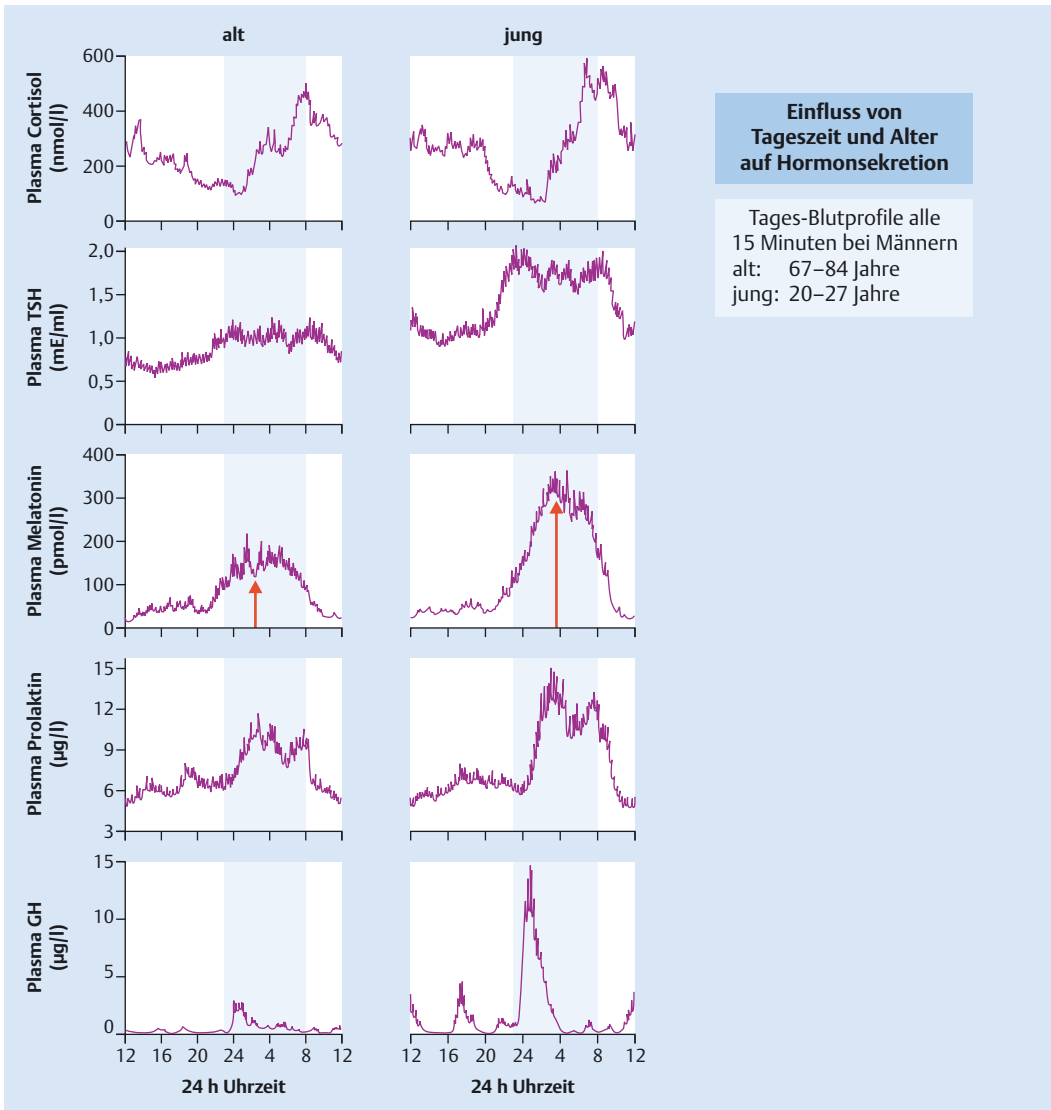 alt
jung
Einfluss von
Tageszeit und Alter
auf Hormonsekretion
Tages-Blutprofile alle
15 Minuten bei Männern
alt: 67–84 Jahre
jung: 20–27 Jahre
Plasma Cortisol
(nmol/l)
600
400
200
0
Plasma TSH
(mE/ml)
2,0
1,5
1,0
0,5
0
Plasma Melatonin
(pmol/l)
400
300
200
100
0
Plasma Prolaktin
(µg/l)
15
12
9
6
3
Plasma GH
(µg/l)
15
10
5
0
12 16 20 24 4 8 12
12 16 20 24 4 8 12
24 h Uhrzeit
24 h Uhrzeit